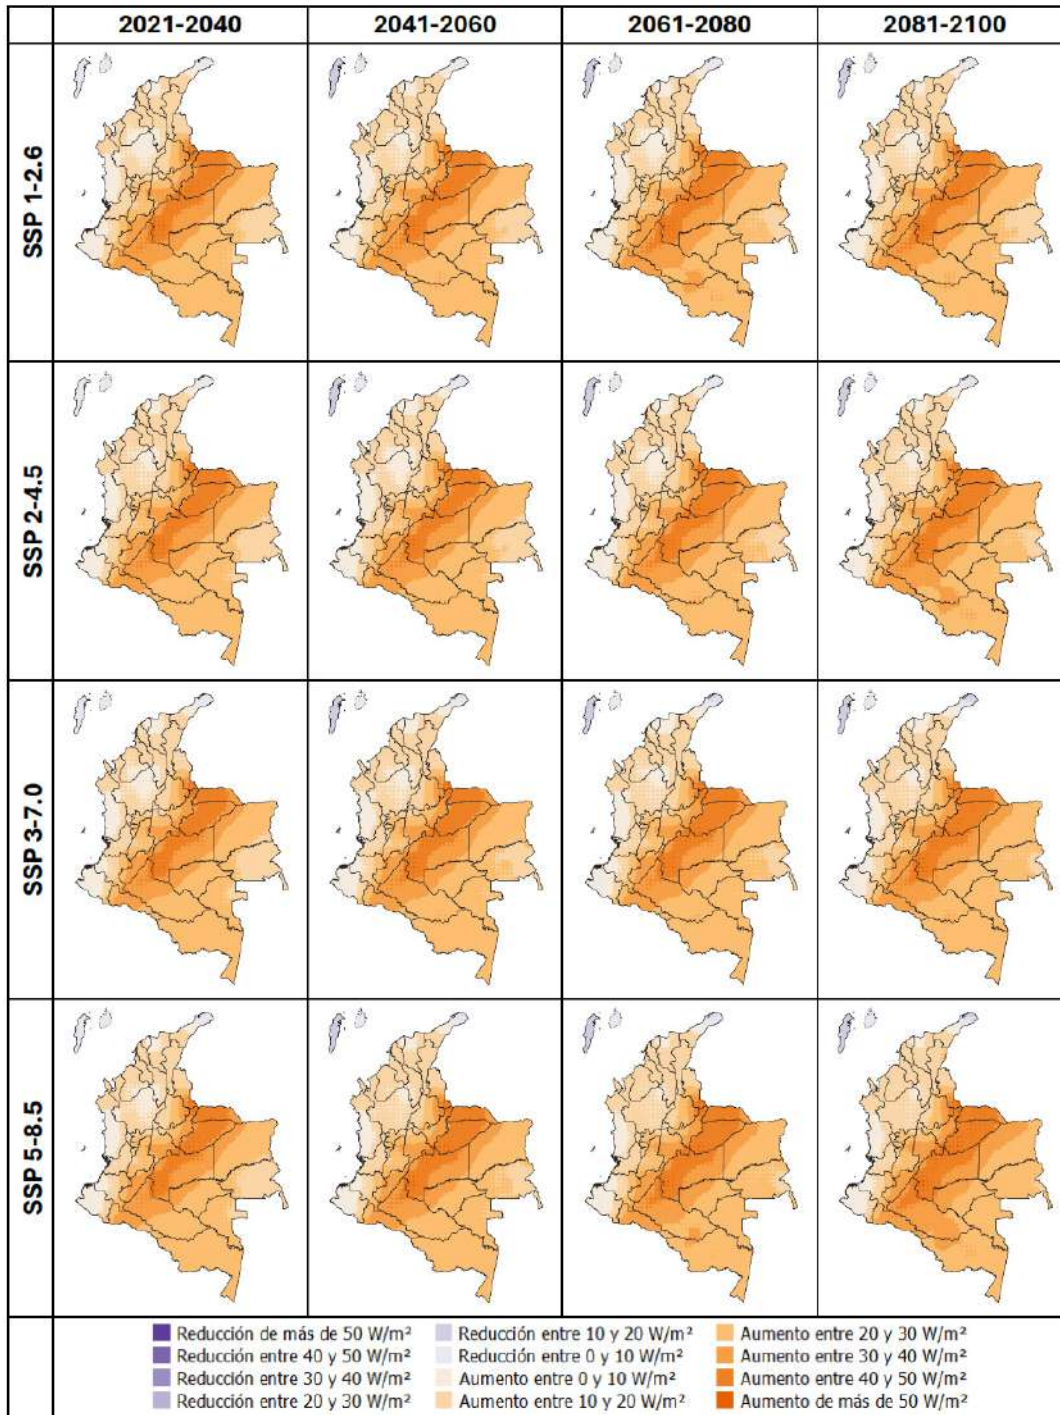 2021-2040 2041-2060 2061-2080 2081-2100
SSP 1-2.6
SSP 2-4.5
SSP 3-7.0
SSP 5-8.5
Reducción de más de 50 W/m² Reducción entre 10 y 20 W/m² Aumento entre 20 y 30 W/m²
Reducción entre 40 y 50 W/m² Reducción entre 0 y 10 W/m² Aumento entre 30 y 40 W/m²
Reducción entre 30 y 40 W/m² Aumento entre 0 y 10 W/m² Aumento entre 40 y 50 W/m²
Reducción entre 20 y 30 W/m² Aumento entre 10 y 20 W/m² Aumento de más de 50 W/m²